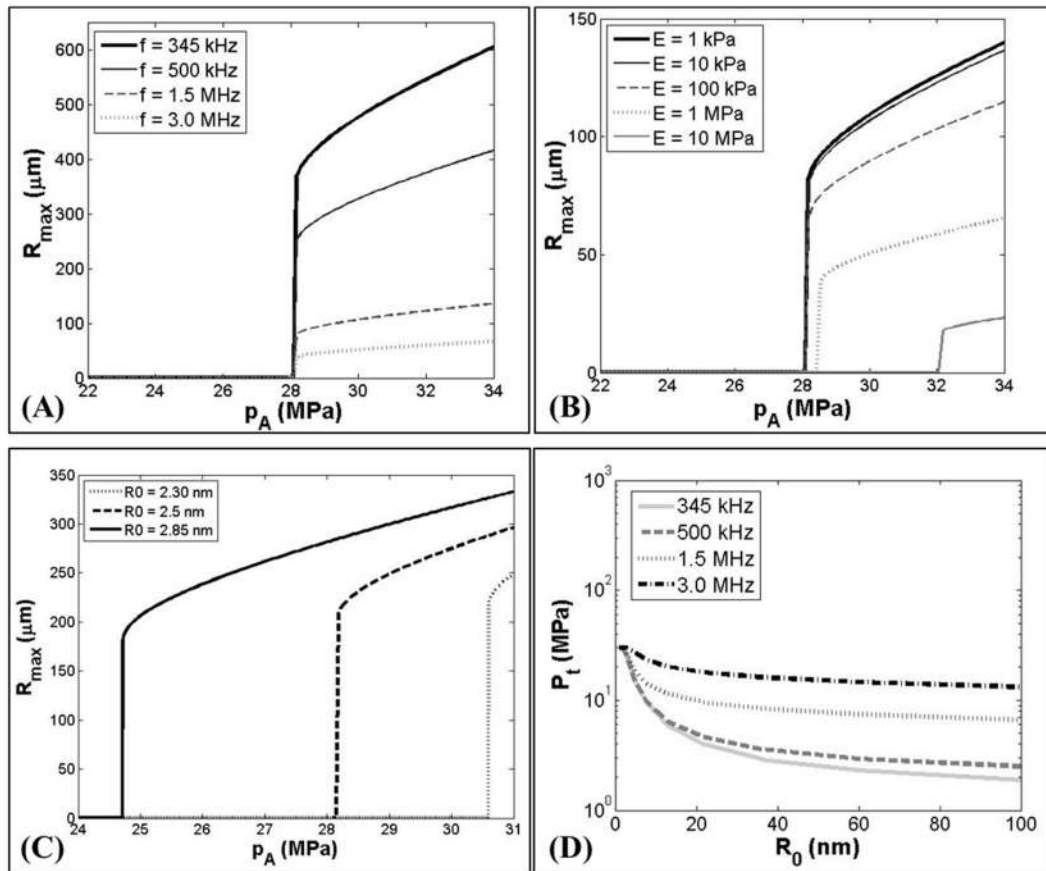 600
500
400
300
200
100
0
R_max (μm)
f = 345 kHz
f = 500 kHz
f = 1.5 MHz
f = 3.0 MHz
22 24 26 28 30 32 34
(A)
p_A (MPa)
150
100
50
0
R_max (μm)
E = 1 kPa
E = 10 kPa
E = 100 kPa
E = 1 MPa
E = 10 MPa
22 24 26 28 30 32 34
(B)
p_A (MPa)
350
300
250
200
150
100
50
0
R_max (μm)
R0 = 2.30 nm
R0 = 2.5 nm
R0 = 2.85 nm
24 25 26 27 28 29 30 31
(C)
p_A (MPa)
10^3
10^2
10^1
10^0
P_t (MPa)
345 kHz
500 kHz
1.5 MHz
3.0 MHz
0 20 40 60 80 100
(D)
R_0 (nm)